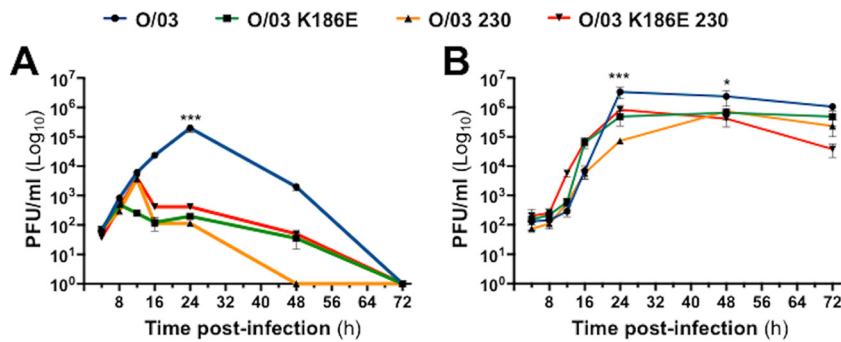 O/03 O/03 K186E O/03 230 O/03 K186E 230
A B
10⁷ 10⁷
10⁶ 10⁶
10⁵ 10⁵
10⁴ 10⁴
10³ 10³
10² 10²
10¹ 10¹
10⁰ 10⁰
PFU/ml (Log₁₀) PFU/ml (Log₁₀)
*** *** *
8 16 24 32 40 48 56 64 72 8 16 24 32 40 48 56 64 72
Time post-infection (h) Time post-infection (h)